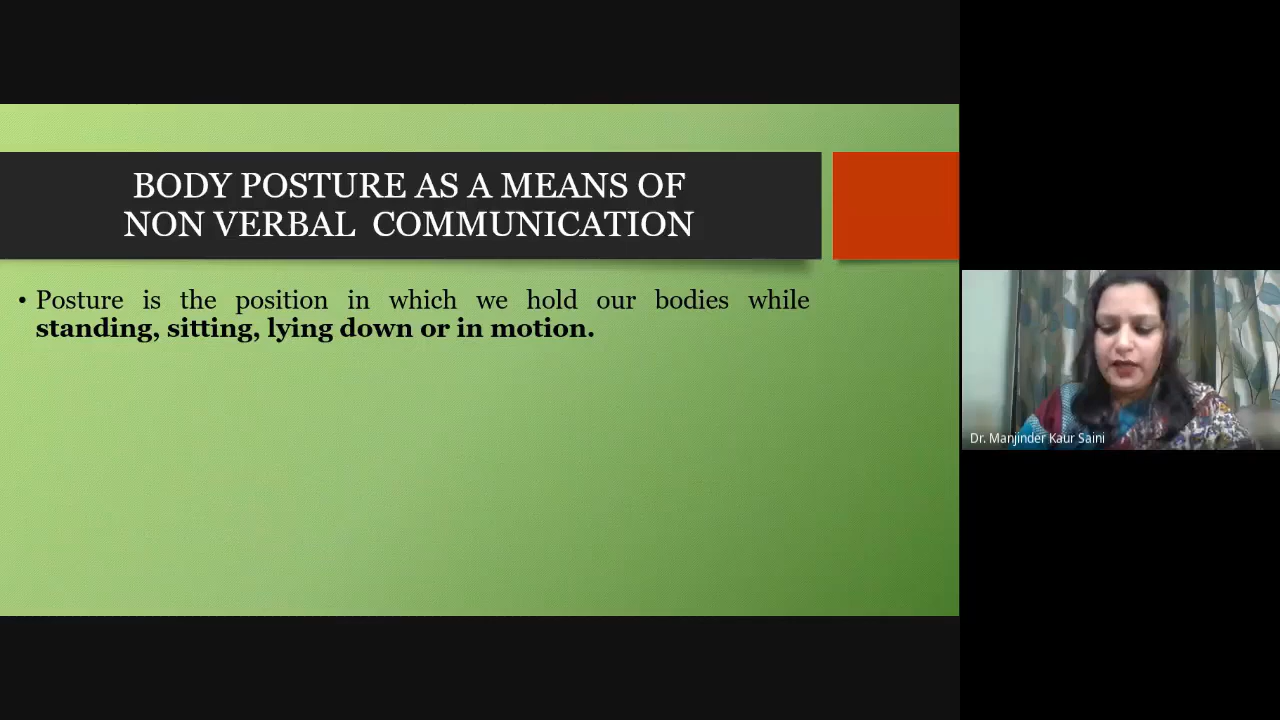 BODY POSTURE AS A MEANS OF
NON VERBAL COMMUNICATION
• Posture is the position in which we hold our bodies while
standing, sitting, lying down or in motion.
Dr. Manjinder Kaur Saini